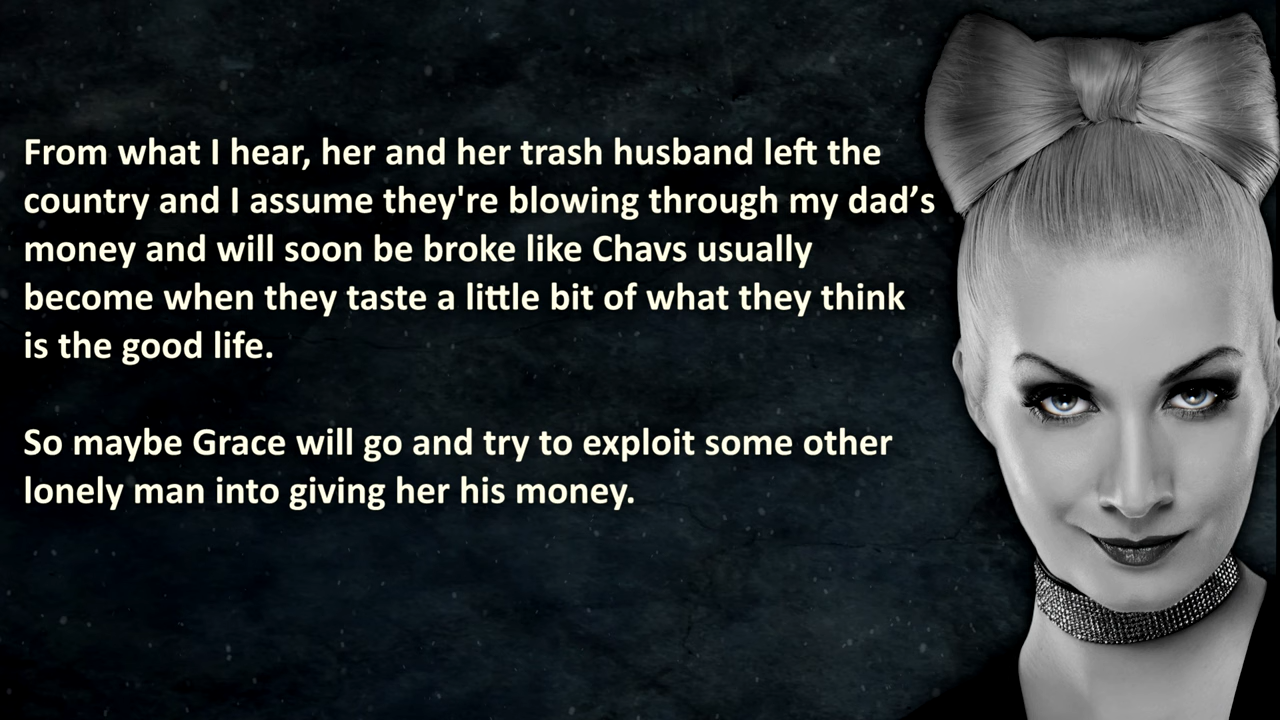 From what I hear, her and her trash husband left the
country and I assume they're blowing through my dad’s
money and will soon be broke like Chavs usually
become when they taste a little bit of what they think
is the good life.
So maybe Grace will go and try to exploit some other
lonely man into giving her his money.